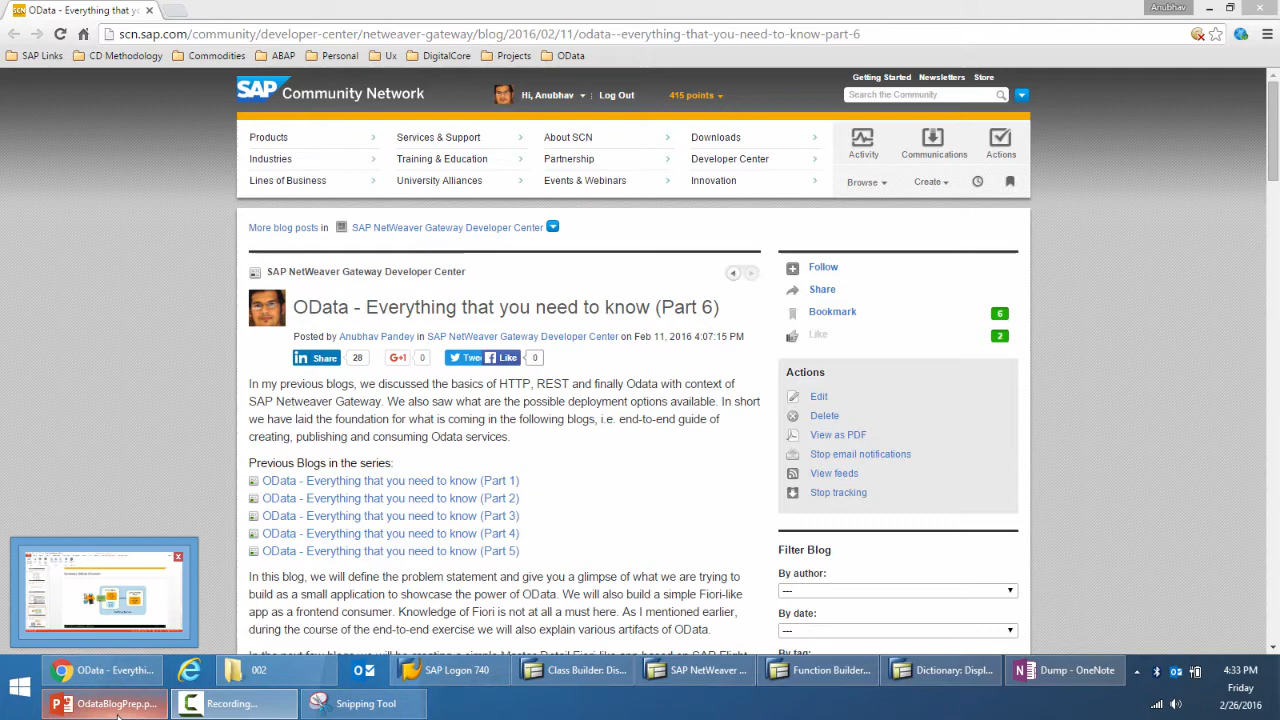 OData - Everything that yo
Anubhav
scn.sap.com/community/developer-center/netweaver-gateway/blog/2016/02/11/odata--everything-that-you-need-to-know-part-6
SAP Links CD Methodology Commodities ABAP Personal Ux DigitalCore Projects OData
Getting Started Newsletters Store
SAP Community Network
Hi, Anubhav Log Out 415 points
Search the Community
Products Services & Support About SCN Downloads
Industries Training & Education Partnership Developer Center
Lines of Business University Alliances Events & Webinars Innovation
Activity Communications Actions
Browse Create
More blog posts in SAP NetWeaver Gateway Developer Center
SAP NetWeaver Gateway Developer Center
OData - Everything that you need to know (Part 6)
Posted by Anubhav Pandey in SAP NetWeaver Gateway Developer Center on Feb 11, 2016 4:07:15 PM
in Share 28 G+1 0 Twee Like 0
In my previous blogs, we discussed the basics of HTTP, REST and finally Odata with context of
SAP Netweaver Gateway. We also saw what are the possible deployment options available. In short
we have laid the foundation for what is coming in the following blogs, i.e. end-to-end guide of
creating, publishing and consuming Odata services.
Previous Blogs in the series:
OData - Everything that you need to know (Part 1)
OData - Everything that you need to know (Part 2)
OData - Everything that you need to know (Part 3)
OData - Everything that you need to know (Part 4)
OData - Everything that you need to know (Part 5)
In this blog, we will define the problem statement and give you a glimpse of what we are trying to
build as a small application to showcase the power of OData. We will also build a simple Fiori-like
app as a frontend consumer. Knowledge of Fiori is not at all a must here. As I mentioned earlier,
during the course of the end-to-end exercise we will also explain various artifacts of OData.
Follow
Share
Bookmark 6
Like 2
Actions
Edit
Delete
View as PDF
Stop email notifications
View feeds
Stop tracking
Filter Blog
By author:
---
By date:
---
By tag:
OData - Everythi... 002 SAP Logon 740 Class Builder: Dis... SAP NetWeaver ... Function Builder... Dictionary: Displ... Dump - OneNote
OdataBlogPrep.p... Recording... Snipping Tool
4:33 PM
Friday
2/26/2016